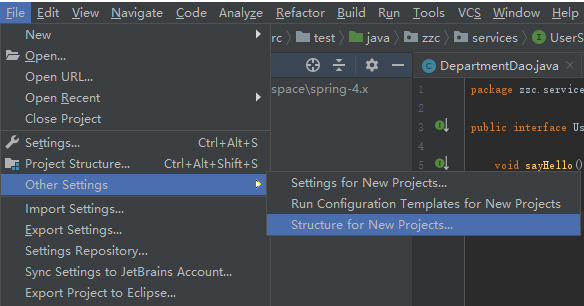 File Edit View Navigate Code Analyze Refactor Build Run Tools VCS Window Help
New
rc test java zzc services UserS
Open...
DepartmentDao.java
Open URL...
Open Recent
space\spring-4.x
1 package zzc.service
Close Project
2
3 public interface Us
Settings... Ctrl+Alt+S
4
Project Structure... Ctrl+Alt+Shift+S
5 void sayHello()
Other Settings
Settings for New Projects...
Run Configuration Templates for New Projects
Structure for New Projects...
Import Settings...
Export Settings...
Settings Repository...
Sync Settings to JetBrains Account...
Export Project to Eclipse...